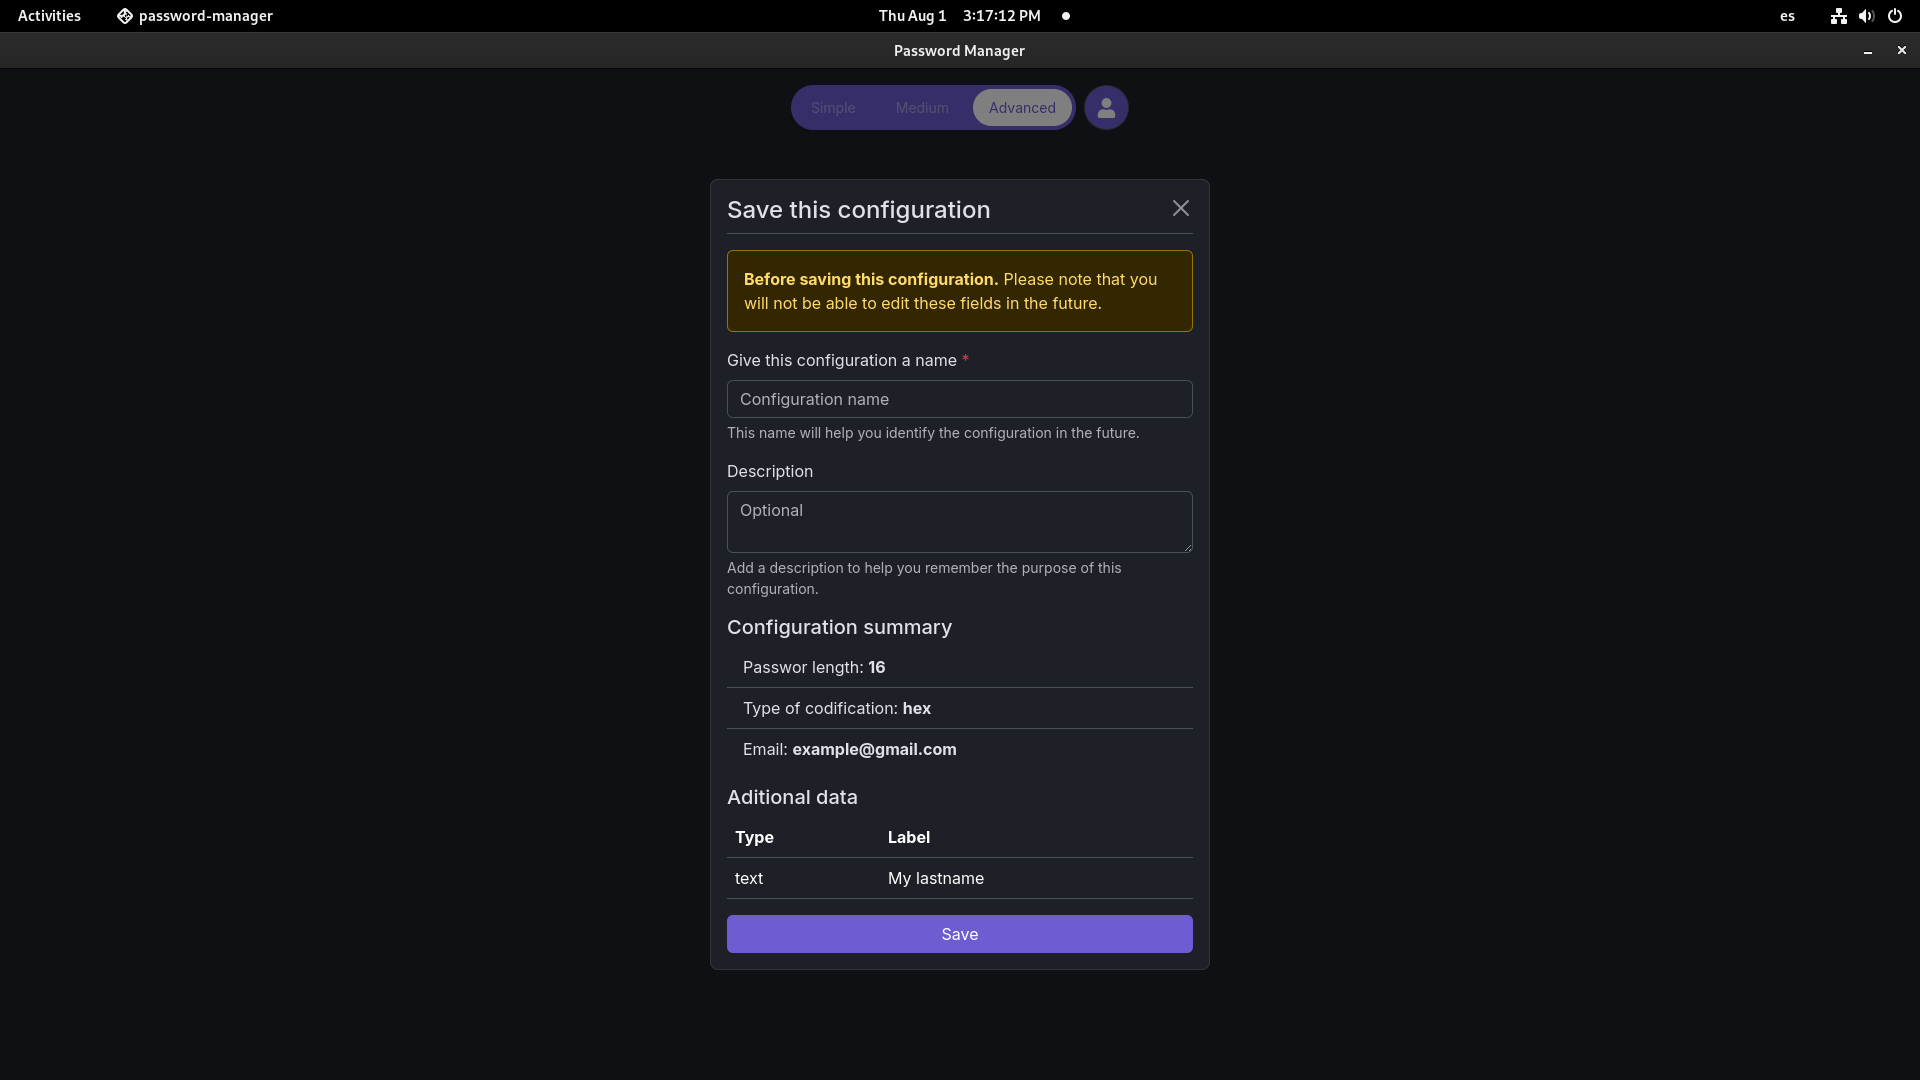 Activities password-manager Thu Aug 1 3:17:12 PM es
Password Manager
Simple Medium Advanced
Save this configuration
Before saving this configuration. Please note that you
will not be able to edit these fields in the future.
Give this configuration a name *
Configuration name
This name will help you identify the configuration in the future.
Description
Optional
Add a description to help you remember the purpose of this
configuration.
Configuration summary
Passwor length: 16
Type of codification: hex
Email: example@gmail.com
Aditional data
Type Label
text My lastname
Save